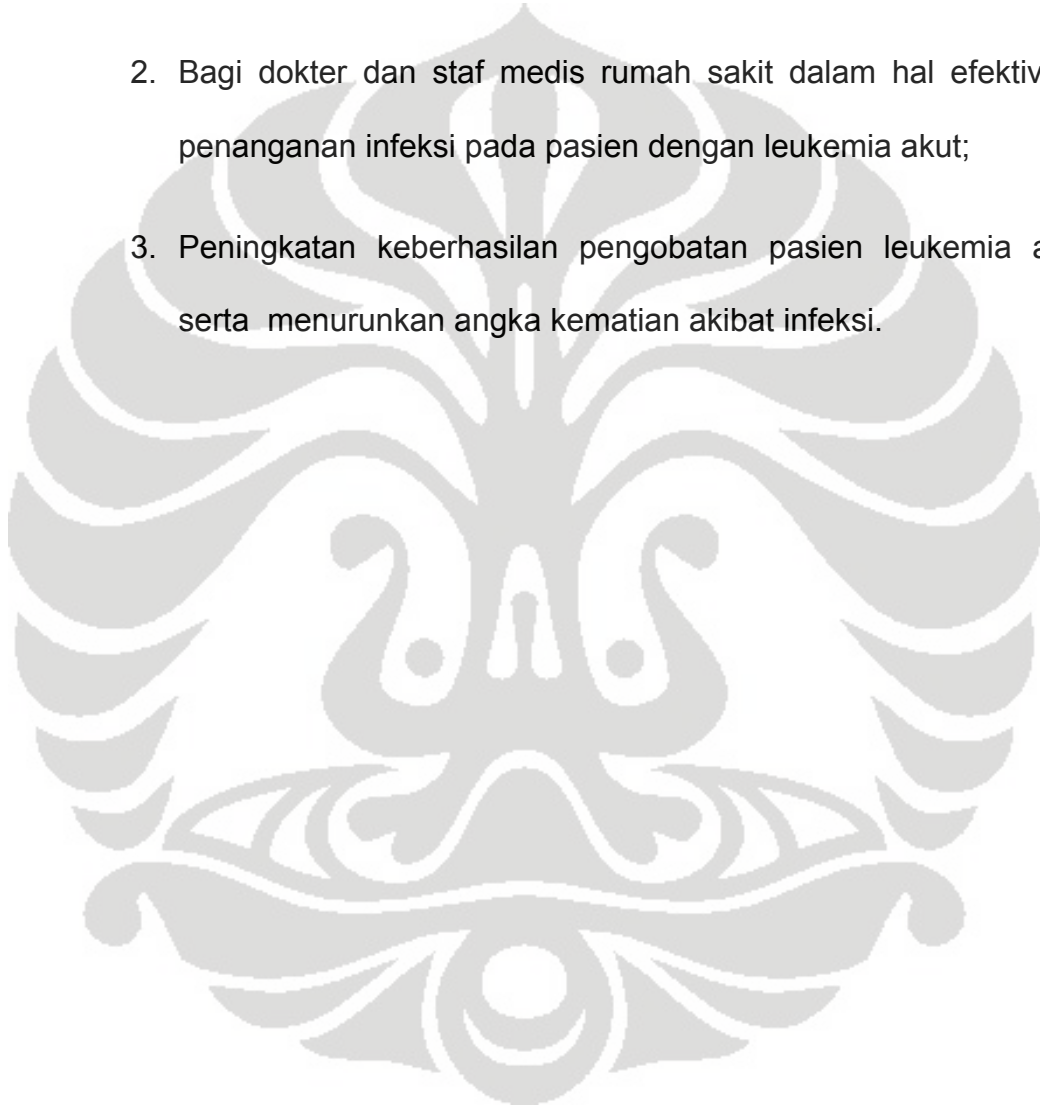 2. Bagi dokter dan staf medis rumah sakit dalam hal efektiv
penanganan infeksi pada pasien dengan leukemia akut;
3. Peningkatan keberhasilan pengobatan pasien leukemia a
serta menurunkan angka kematian akibat infeksi.